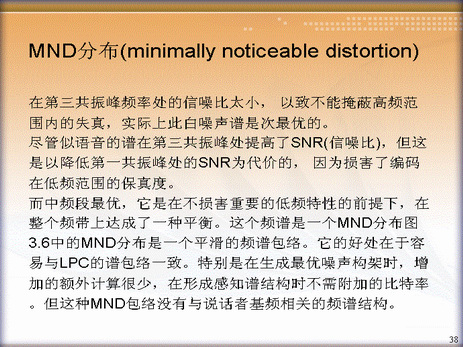 MND分布(minimally noticeable distortion)
在第三共振峰频率处的信噪比太小， 以致不能掩蔽高频范
围内的失真，实际上此白噪声谱是次最优的。
尽管似语音的谱在第三共振峰处提高了SNR(信噪比)，但这
是以降低第一共振峰处的SNR为代价的， 因为损害了编码
在低频范围的保真度。
而中频段最优，它是在不损害重要的低频特性的前提下，在
整个频带上达成了一种平衡。这个频谱是一个MND分布图
3.6中的MND分布是一个平滑的频谱包络。它的好处在于容
易与LPC的谱包络一致。特别是在生成最优噪声构架时，增
加的额外计算很少，在形成感知谱结构时不需附加的比特率
。但这种MND包络没有与说话者基频相关的频谱结构。
38